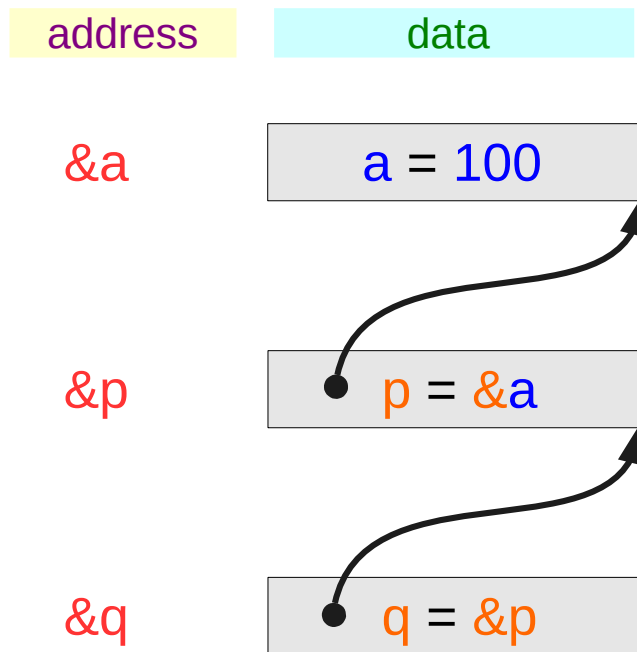 address data
&a a = 100
&p p = &a
&q q = &p